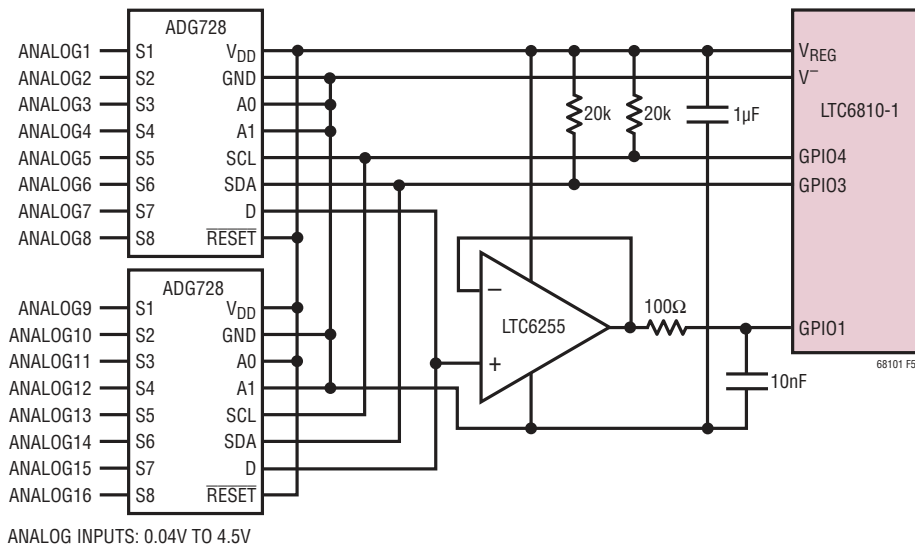 ADG728
ANALOG1 S1 VDD
ANALOG2 S2 GND
ANALOG3 S3 A0
ANALOG4 S4 A1
ANALOG5 S5 SCL
ANALOG6 S6 SDA
ANALOG7 S7 D
ANALOG8 S8 RESET
ADG728
ANALOG9 S1 VDD
ANALOG10 S2 GND
ANALOG11 S3 A0
ANALOG12 S4 A1
ANALOG13 S5 SCL
ANALOG14 S6 SDA
ANALOG15 S7 D
ANALOG16 S8 RESET
20k
20k
1µF
LTC6255
−
+
100Ω
10nF
VREG
V−
LTC6810-1
GPIO4
GPIO3
GPIO1
68101 F5
ANALOG INPUTS: 0.04V TO 4.5V